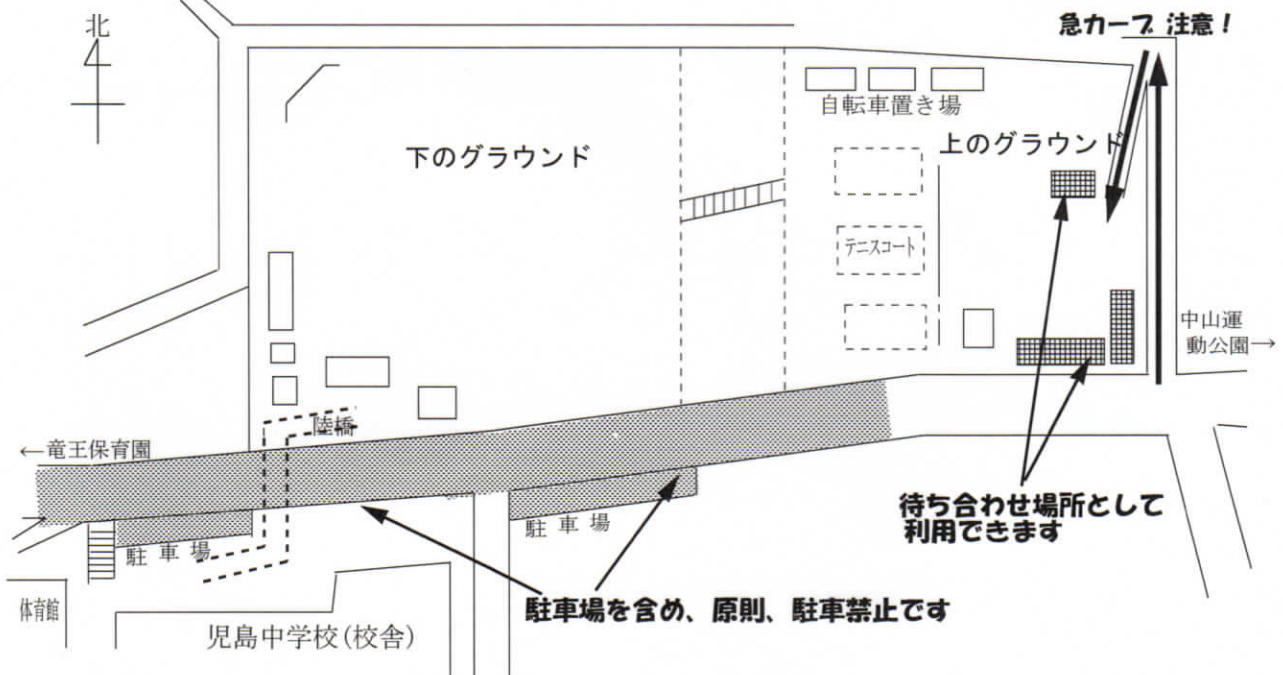 北
急カーブ 注意！
自転車置き場
下のグラウンド
上のグラウンド
テニスコート
中山運
動公園→
陸橋
←竜王保育園
待ち合わせ場所として
利用できます
駐車場
駐車場
駐車場を含め、原則、駐車禁止です
体育館
児島中学校(校舎)